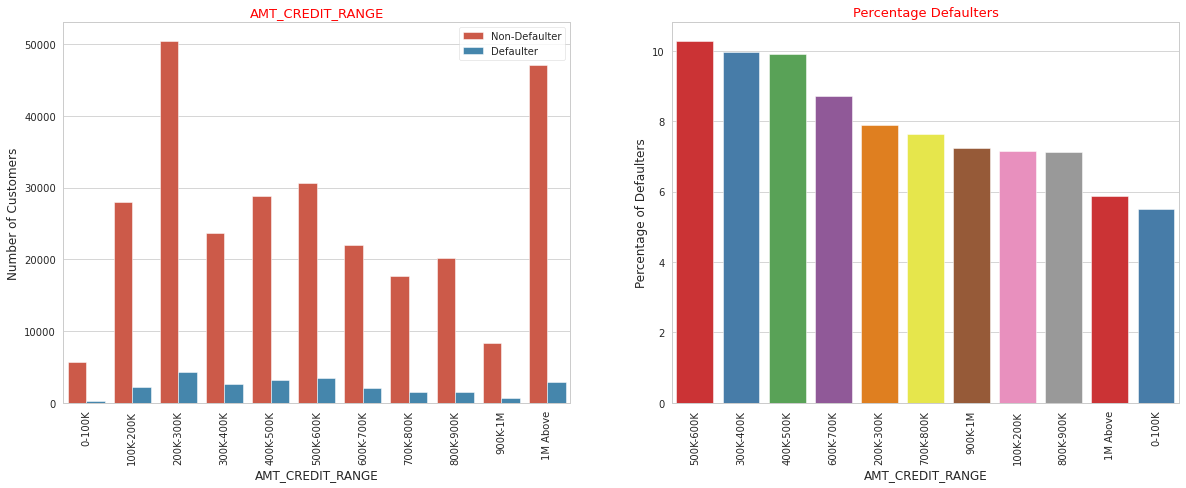 AMT_CREDIT_RANGE
Non-Defaulter
Defaulter
Number of Customers
50000
40000
30000
20000
10000
0
0-100K
100K-200K
200K-300K
300K-400K
400K-500K
500K-600K
600K-700K
700K-800K
800K-900K
900K-1M
1M Above
AMT_CREDIT_RANGE
Percentage Defaulters
Percentage of Defaulters
10
8
6
4
2
0
500K-600K
300K-400K
400K-500K
600K-700K
200K-300K
700K-800K
900K-1M
100K-200K
800K-900K
1M Above
0-100K
AMT_CREDIT_RANGE